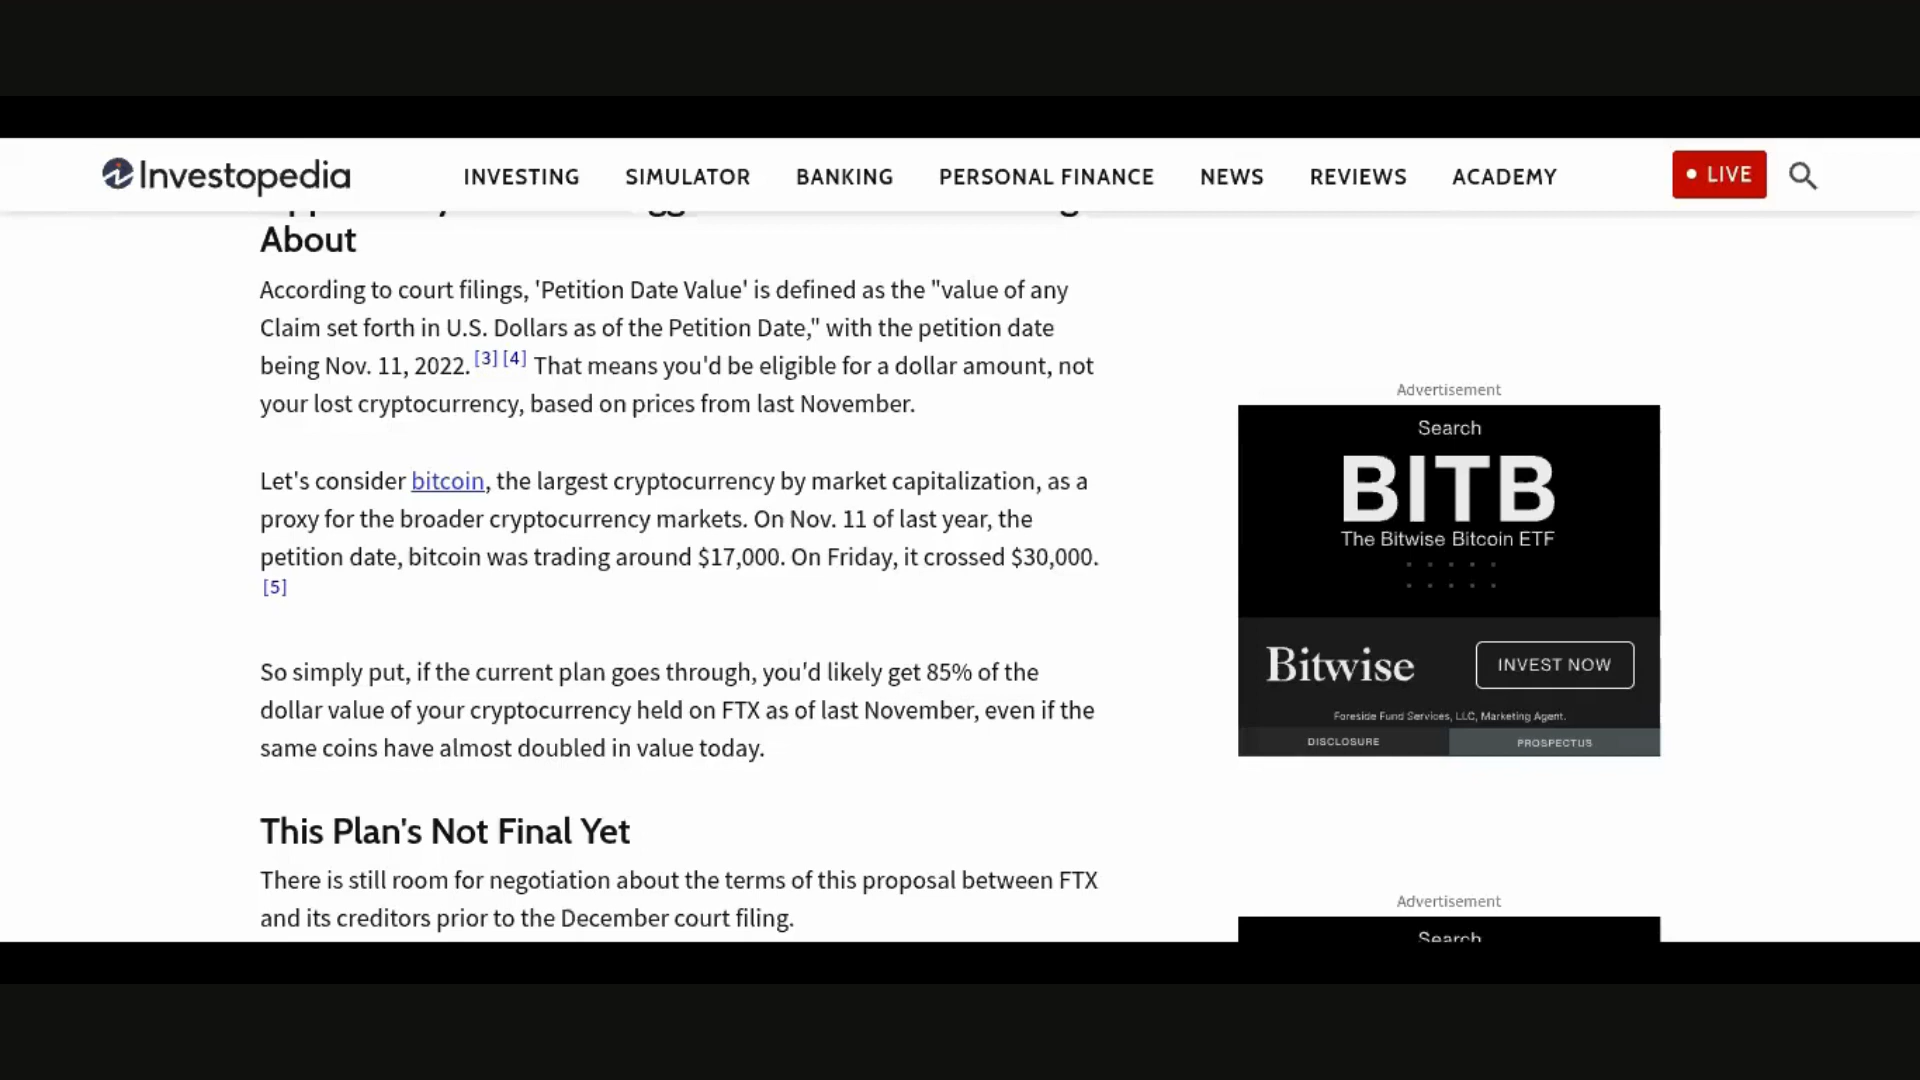 Investopedia
INVESTING SIMULATOR BANKING PERSONAL FINANCE NEWS REVIEWS ACADEMY
LIVE
About
According to court filings, 'Petition Date Value' is defined as the "value of any
Claim set forth in U.S. Dollars as of the Petition Date," with the petition date
being Nov. 11, 2022. [3] [4] That means you'd be eligible for a dollar amount, not
your lost cryptocurrency, based on prices from last November.
Let's consider bitcoin, the largest cryptocurrency by market capitalization, as a
proxy for the broader cryptocurrency markets. On Nov. 11 of last year, the
petition date, bitcoin was trading around $17,000. On Friday, it crossed $30,000.
[5]
So simply put, if the current plan goes through, you'd likely get 85% of the
dollar value of your cryptocurrency held on FTX as of last November, even if the
same coins have almost doubled in value today.
This Plan's Not Final Yet
There is still room for negotiation about the terms of this proposal between FTX
and its creditors prior to the December court filing.
Advertisement
Search
BITB
The Bitwise Bitcoin ETF
Bitwise
INVEST NOW
Foreside Fund Services, LLC, Marketing Agent.
DISCLOSURE
PROSPECTUS
Advertisement
Search